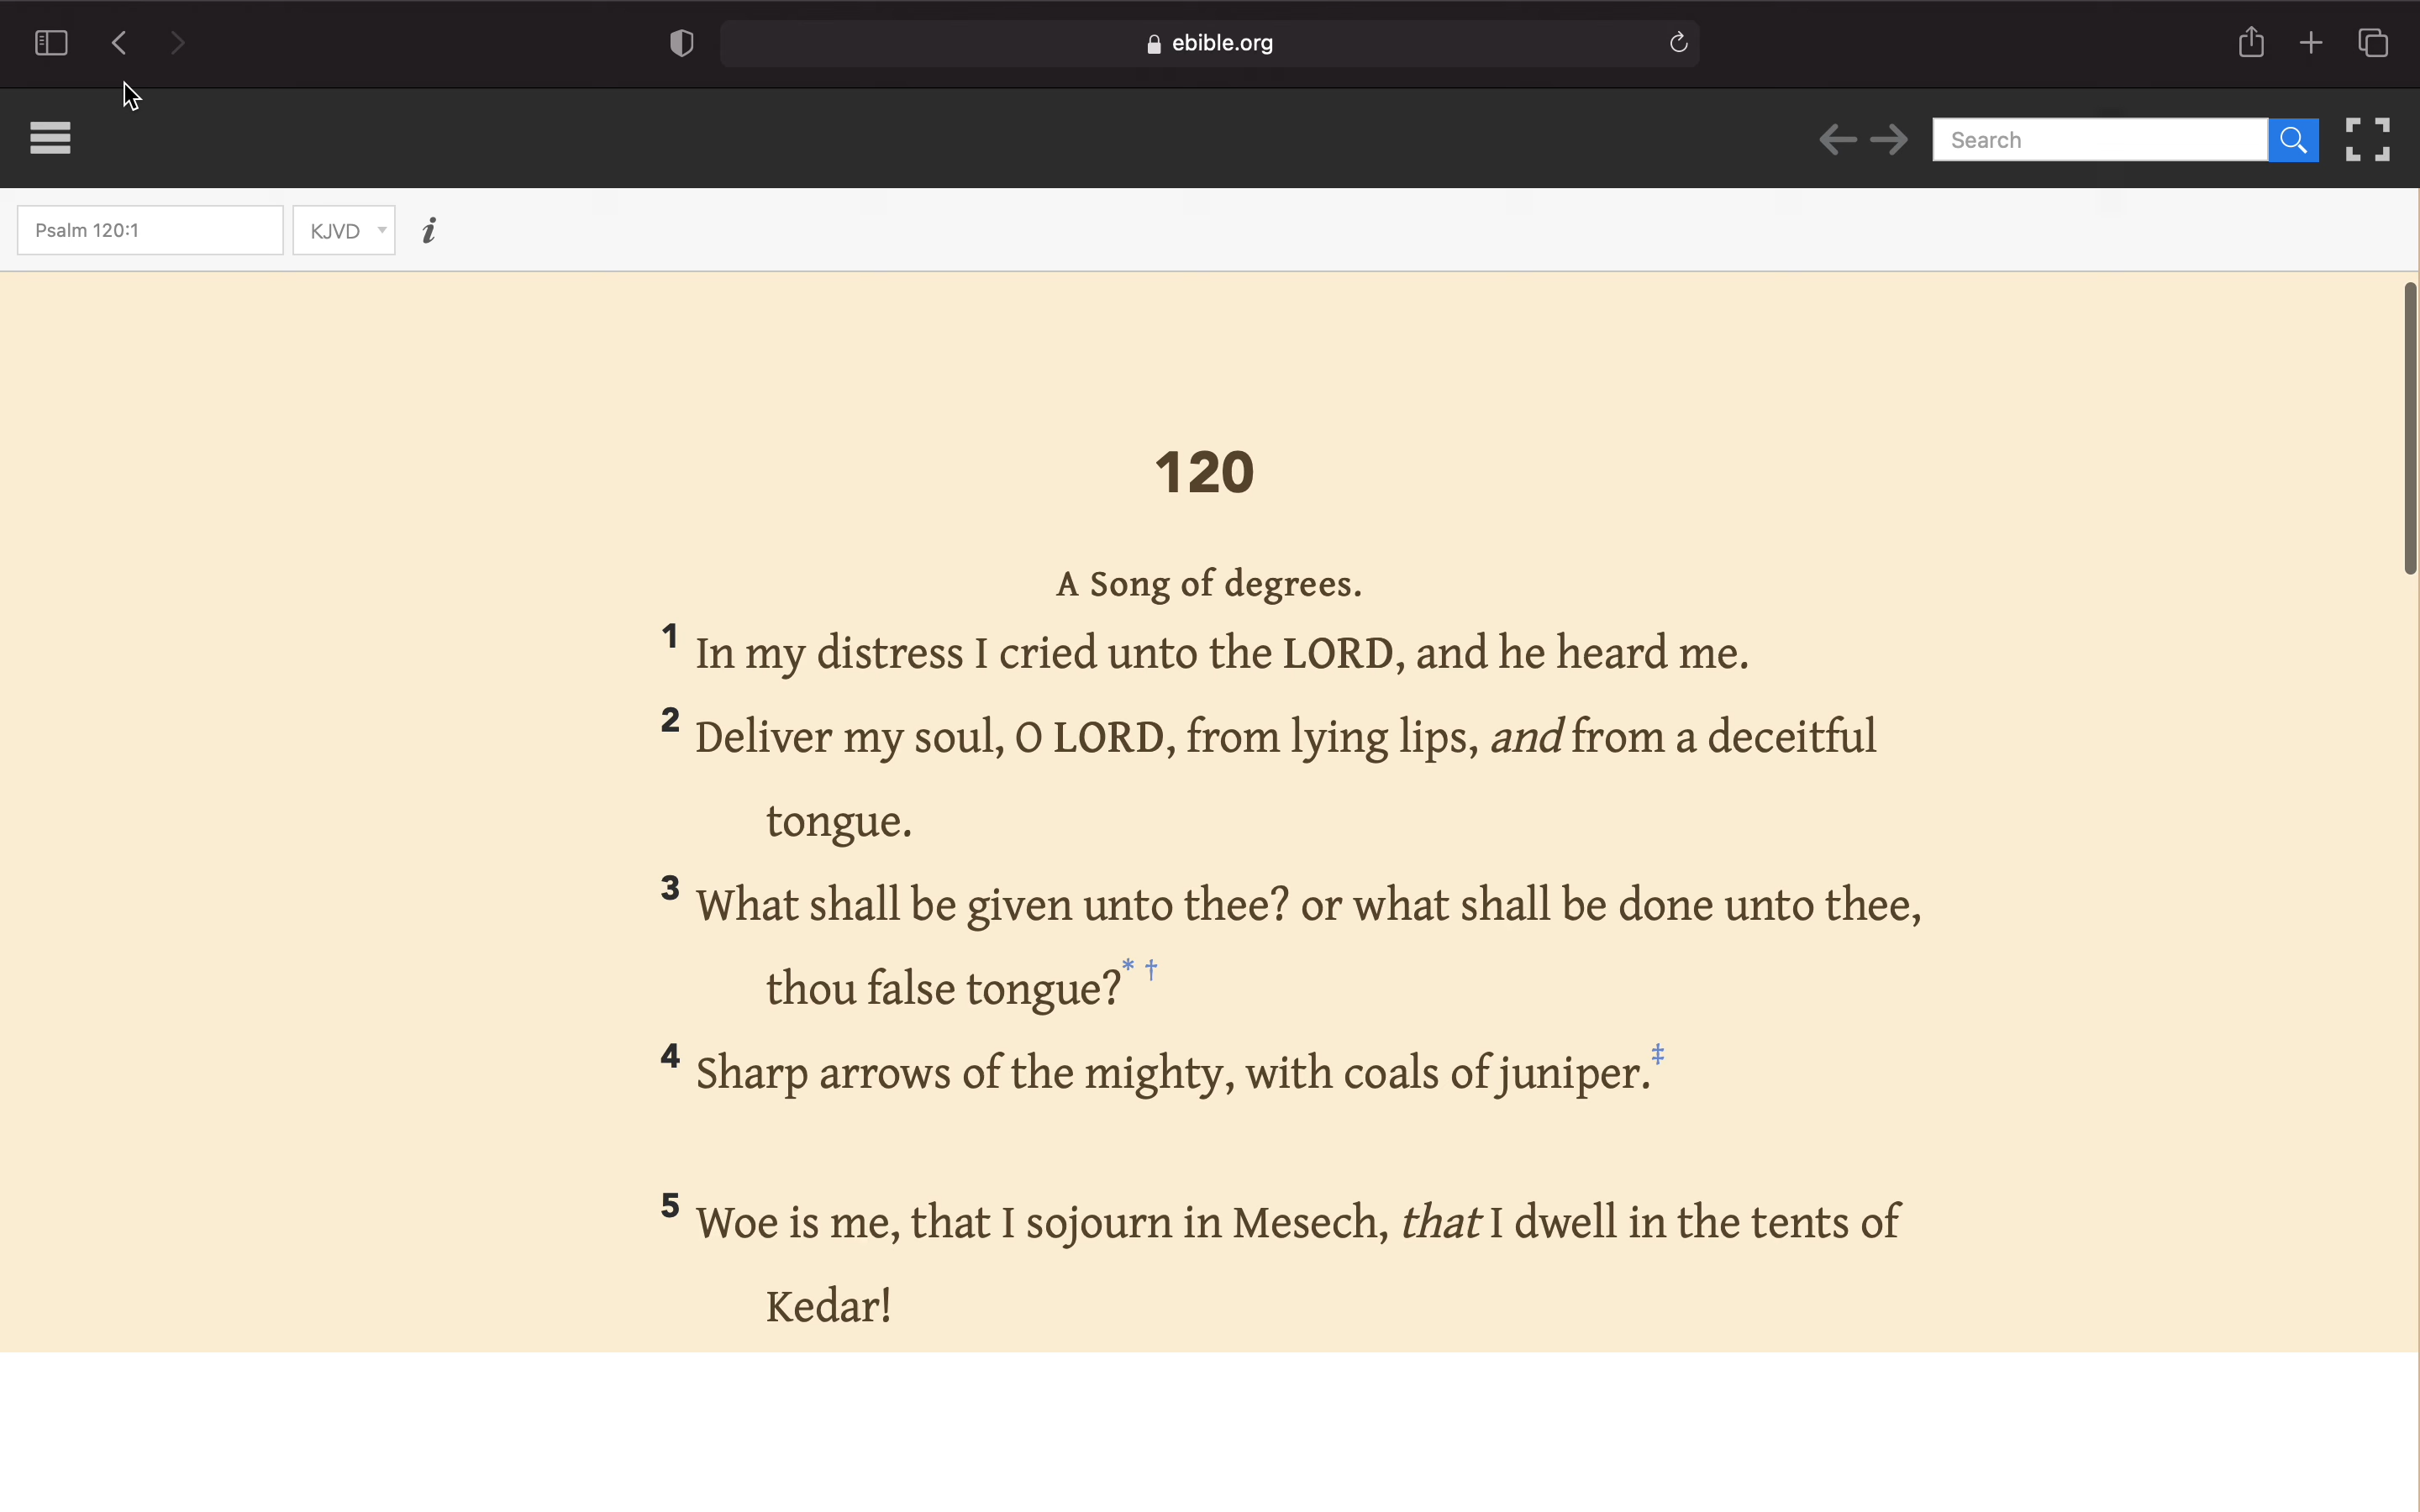 ebible.org
Search
Psalm 120:1 KJVD i
120
A Song of degrees.
1 In my distress I cried unto the LORD, and he heard me.
2 Deliver my soul, O LORD, from lying lips, and from a deceitful
tongue.
3 What shall be given unto thee? or what shall be done unto thee,
thou false tongue?* †
4 Sharp arrows of the mighty, with coals of juniper.‡
5 Woe is me, that I sojourn in Mesech, that I dwell in the tents of
Kedar!